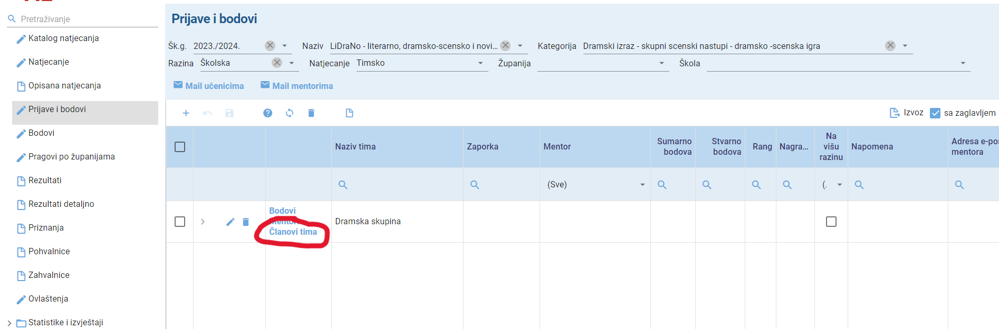 Pretraživanje
Katalog natjecanja
Natjecanje
Opisana natjecanja
Prijave i bodovi
Bodovi
Pragovi po županijama
Rezultati
Rezultati detaljno
Priznanja
Pohvalnice
Zahvalnice
Ovlaštenja
Statistike i izvještaji
Prijave i bodovi
Šk.g. 2023./2024. Naziv LiDraNo - literarno, dramsko-scensko i novi... Kategorija Dramski izraz - skupni scenski nastupi - dramsko -scenska igra
Razina Školska Natjecanje Timsko Županija Škola
Mail učenicima Mail mentorima
Izvoz sa zaglavljem
Naziv tima Zaporka Mentor Sumarno bodova Stvarno bodova Rang Nagra... Na višu razinu Napomena Adresa e-pos mentora
(Sve) (.
Bodovi
mentori
Članovi tima
Dramska skupina